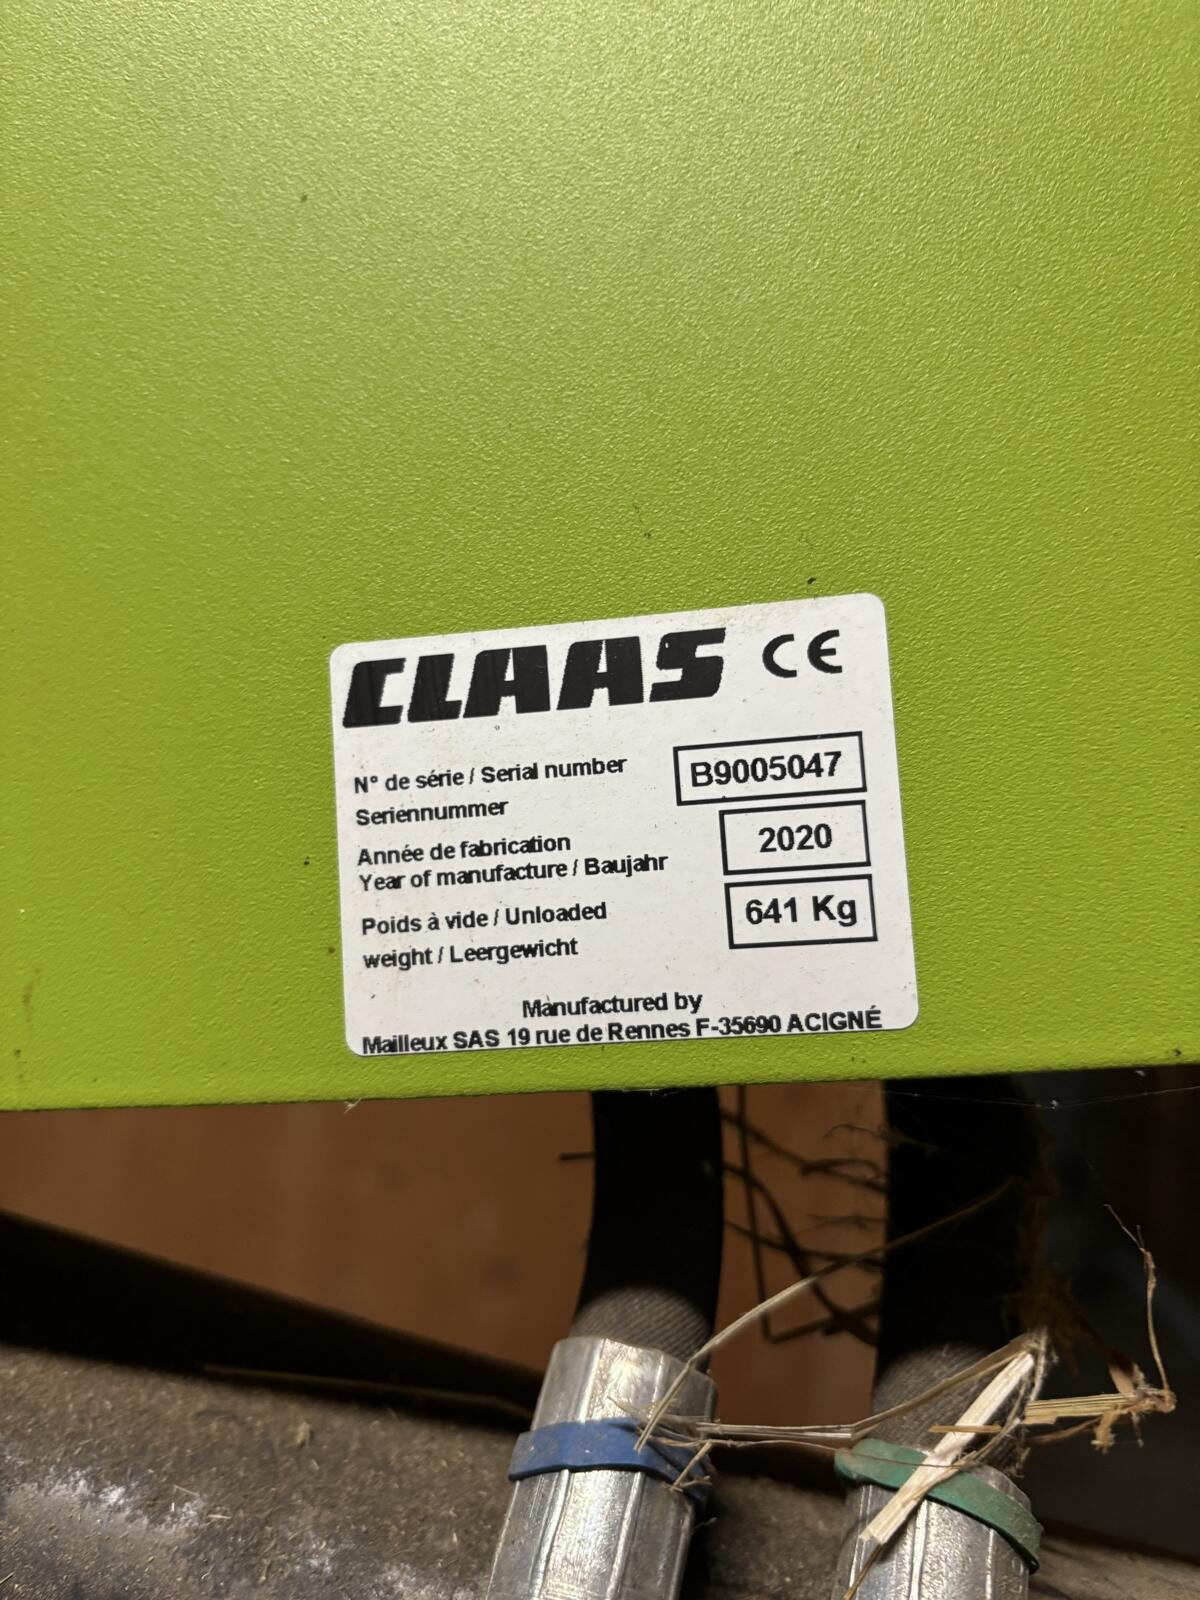 CLAAS CE
N° de série / Serial number B9005047
Seriennummer
Année de fabrication 2020
Year of manufacture / Baujahr
Poids à vide / Unloaded 641 Kg
weight / Leergewicht
Manufactured by
Mailleux SAS 19 rue de Rennes F-35690 ACIGNÉ